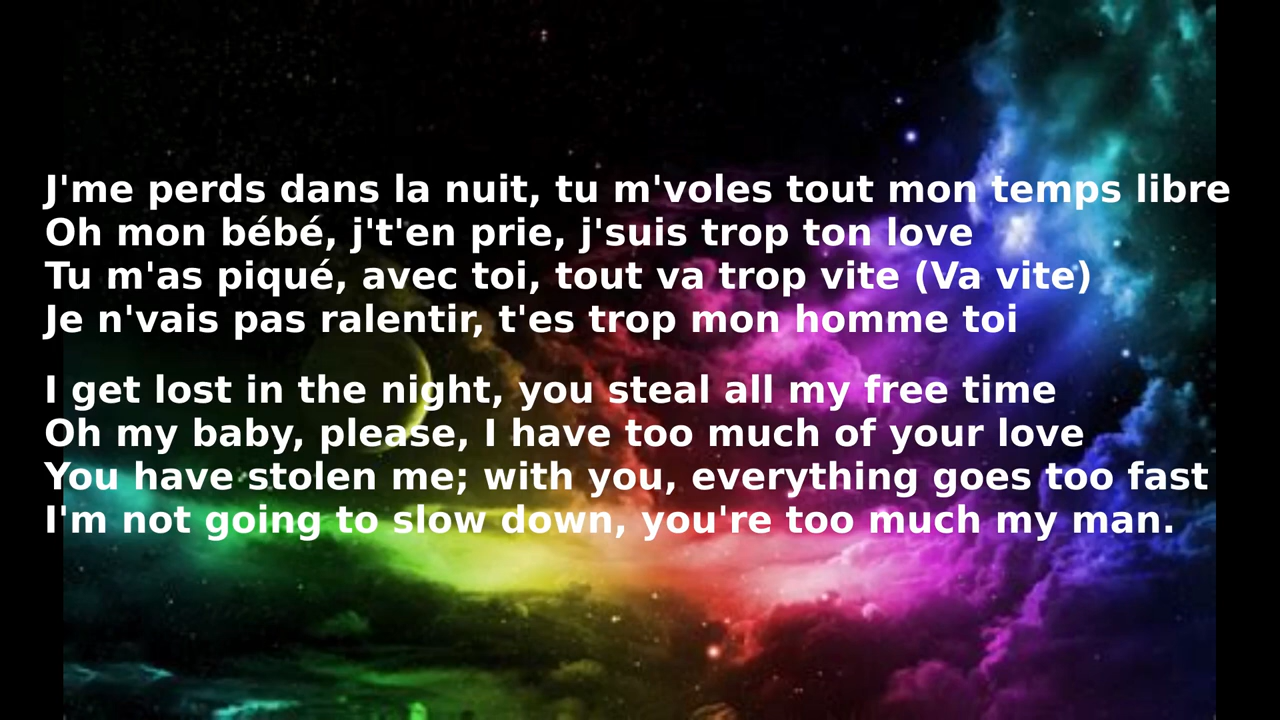 J'me perds dans la nuit, tu m'voles tout mon temps libre
Oh mon bébé, j't'en prie, j'suis trop ton love
Tu m'as piqué, avec toi, tout va trop vite (Va vite)
Je n'vais pas ralentir, t'es trop mon homme toi
I get lost in the night, you steal all my free time
Oh my baby, please, I have too much of your love
You have stolen me; with you, everything goes too fast
I'm not going to slow down, you're too much my man.